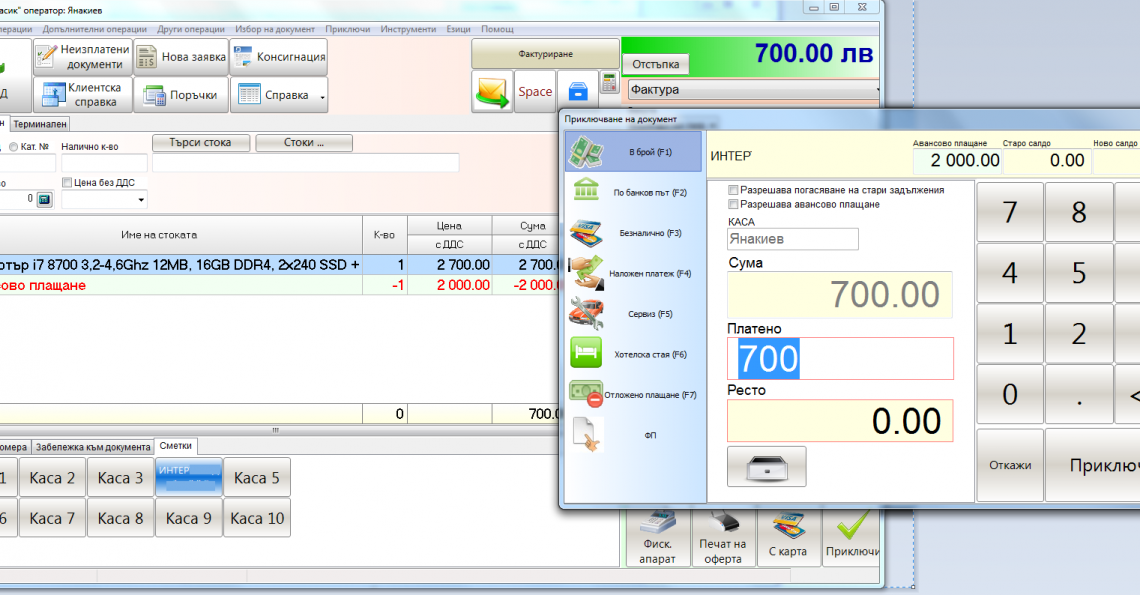 асик" оператор: Янакиев
перации Допълнителни операции Други операции Избор на документ Приключи Инструменти Езици Помощ
Неизплатени документи
Нова заявка
Консигнация
Клиентска справка
Поръчки
Справка
Фактуриране
Space
Отстъпка
700.00 лв
Фактура
Терминален
Кат. №
Налично к-во
Търси стока
Стоки ...
0
Цена без ДДС
Име на стоката
К-во
Цена
Сума
с ДДС
с ДДС
отър i7 8700 3,2-4,6Ghz 12MB, 16GB DDR4, 2x240 SSD +
1
2 700.00
2 700.
ово плащане
-1
2 000.00
-2 000.
0
700.0
омера
Забележка към документа
Сметки
1
Каса 2
Каса 3
ИНТЕР
Каса 5
6
Каса 7
Каса 8
Каса 9
Каса 10
Фиск. апарат
Печат на оферта
С карта
Приключи
Приключване на документ
В брой (F1)
По банков път (F2)
Безналично (F3)
Наложен платеж (F4)
Сервиз (F5)
Хотелска стая (F6)
Отложено плащане (F7)
ФП
ИНТЕР
Авансово плащане
2 000.00
Старо салдо
0.00
Ново салдо
Разрешава погасяване на стари задължения
Разрешава авансово плащане
КАСА
Янакиев
Сума
700.00
Платено
700
Ресто
0.00
7
8
4
5
1
2
0
.
<
Откажи
Приключ